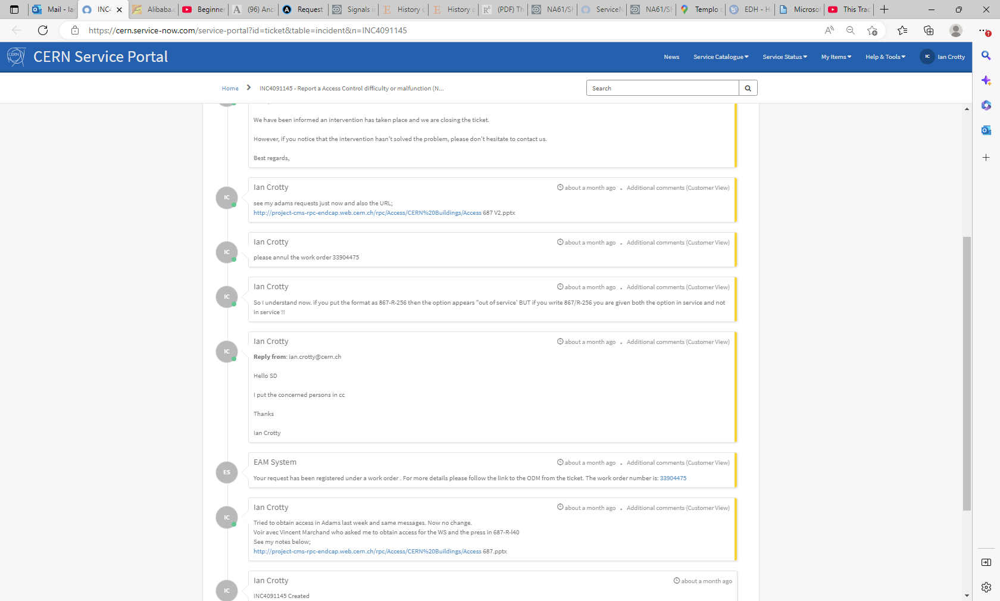 Mail - Ia
INC4
Alibaba.c
Beginner
(96) Anc
Request
Signals i
History o
History o
(PDF) Th
NA61/SH
ServiceN
NA61/SH
Templo
EDH - H
Microsof
This Trac
https://cern.service-now.com/service-portal?id=ticket&table=incident&n=INC4091145
CERN Service Portal
News
Service Catalogue
Service Status
My Items
Help & Tools
IC
Ian Crotty
Home
INC4091145 - Report a Access Control difficulty or malfunction (N...
Search
We have been informed an intervention has taken place and we are closing the ticket.
However, if you notice that the intervention hasn't solved the problem, please don't hesitate to contact us.
Best regards,
IC
Ian Crotty
about a month ago . Additional comments (Customer View)
see my adams requests just now and also the URL;
http://project-cms-rpc-endcap.web.cern.ch/rpc/Access/CERN%20Buildings/Access 687 V2.pptx
IC
Ian Crotty
about a month ago . Additional comments (Customer View)
please annul the work order 33904475
IC
Ian Crotty
about a month ago . Additional comments (Customer View)
So I understand now. if you put the format as 867-R-256 then the option appears "out of service' BUT if you write 867/R-256 you are given both the option in service and not
in service !!
IC
Ian Crotty
about a month ago . Additional comments (Customer View)
Reply from: ian.crotty@cern.ch
Hello SD
I put the concerned persons in cc
Thanks
Ian Crotty
ES
EAM System
about a month ago . Additional comments (Customer View)
Your request has been registered under a work order . For more details please follow the link to the ODM from the ticket. The work order number is: 33904475
IC
Ian Crotty
about a month ago . Additional comments (Customer View)
Tried to obtain access in Adams last week and same messages. Now no change.
Voir avec Vincent Marchand who asked me to obtain access for the WS and the press in 687-R-l40
See my notes below;
http://project-cms-rpc-endcap.web.cern.ch/rpc/Access/CERN%20Buildings/Access 687.pptx
IC
Ian Crotty
about a month ago
INC4091145 Created